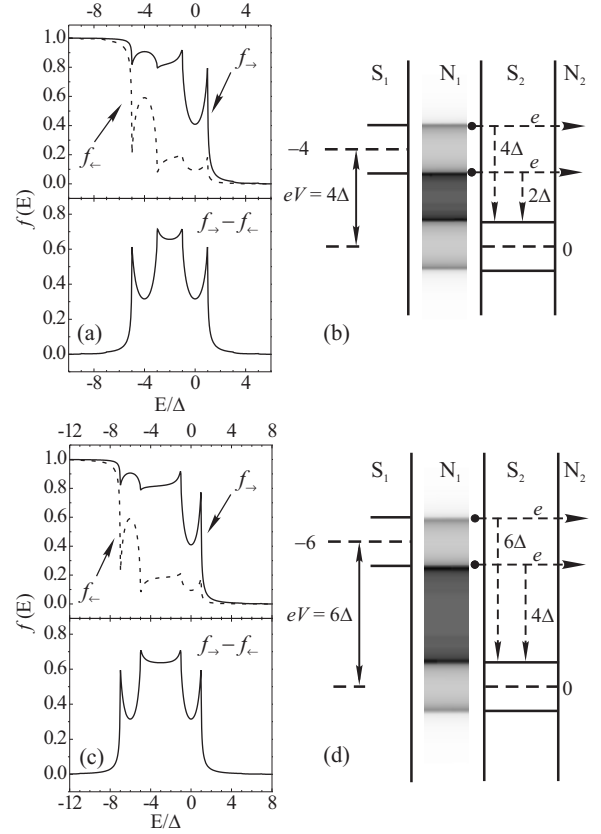 -8 -4 0 4
1.0
0.8
0.6
0.4
0.2
0.0
f→
f←
f(E)
0.8
0.6
0.4
0.2
0.0
f→ − f←
(a)
-8 -4 0 4
E/Δ
S₁ N₁ S₂ N₂
e
−4
4Δ
e
eV = 4Δ
2Δ
0
(b)
-12 -8 -4 0 4 8
1.0
0.8
0.6
0.4
0.2
0.0
f→
f←
f(E)
0.8
0.6
0.4
0.2
0.0
f→ − f←
(c)
-12 -8 -4 0 4 8
E/Δ
S₁ N₁ S₂ N₂
e
−6
6Δ
e
eV = 6Δ
4Δ
0
(d)